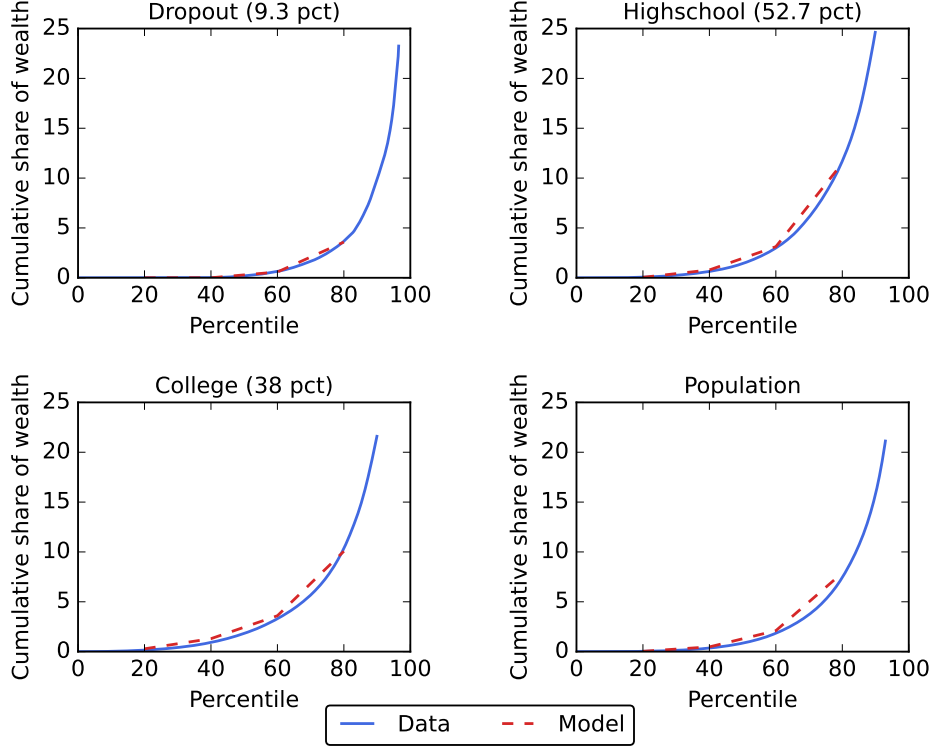 Dropout (9.3 pct)
Cumulative share of wealth
25
20
15
10
5
0
0 20 40 60 80 100
Percentile
Highschool (52.7 pct)
Cumulative share of wealth
25
20
15
10
5
0
0 20 40 60 80 100
Percentile
College (38 pct)
Cumulative share of wealth
25
20
15
10
5
0
0 20 40 60 80 100
Percentile
Population
Cumulative share of wealth
25
20
15
10
5
0
0 20 40 60 80 100
Percentile
Data Model